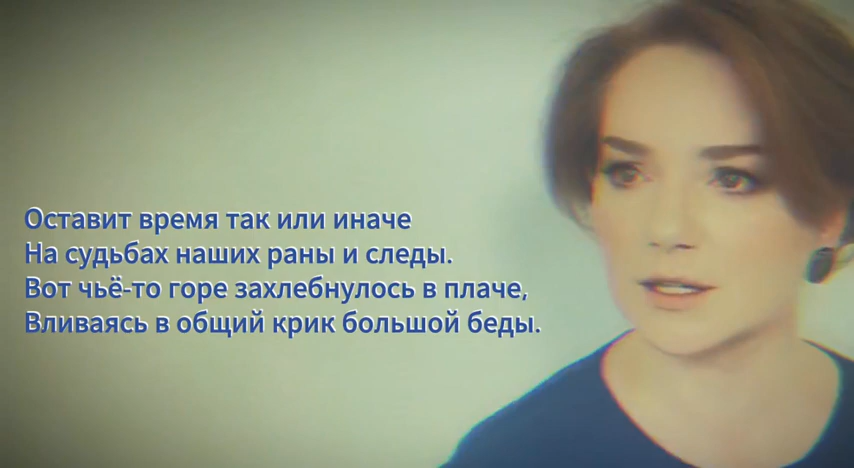 Оставит время так или иначе
На судьбах наших раны и следы.
Вот чьё-то горе захлебнулось в плаче,
Вливаясь в общий крик большой беды.